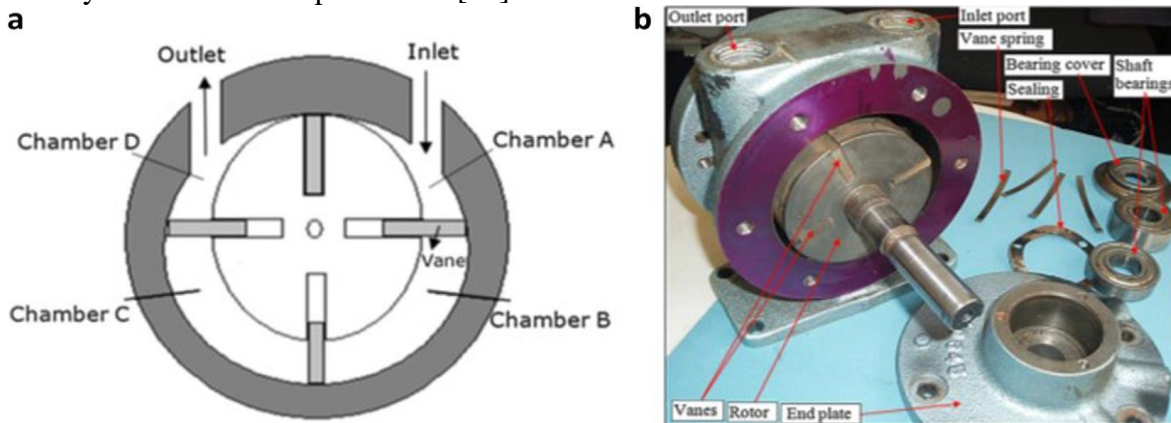 a
Outlet
Inlet
Chamber D
Chamber A
Vane
Chamber C
Chamber B
b
Outlet port
Inlet port
Vane spring
Bearing cover
Shaft bearings
Sealing
Vanes
Rotor
End plate